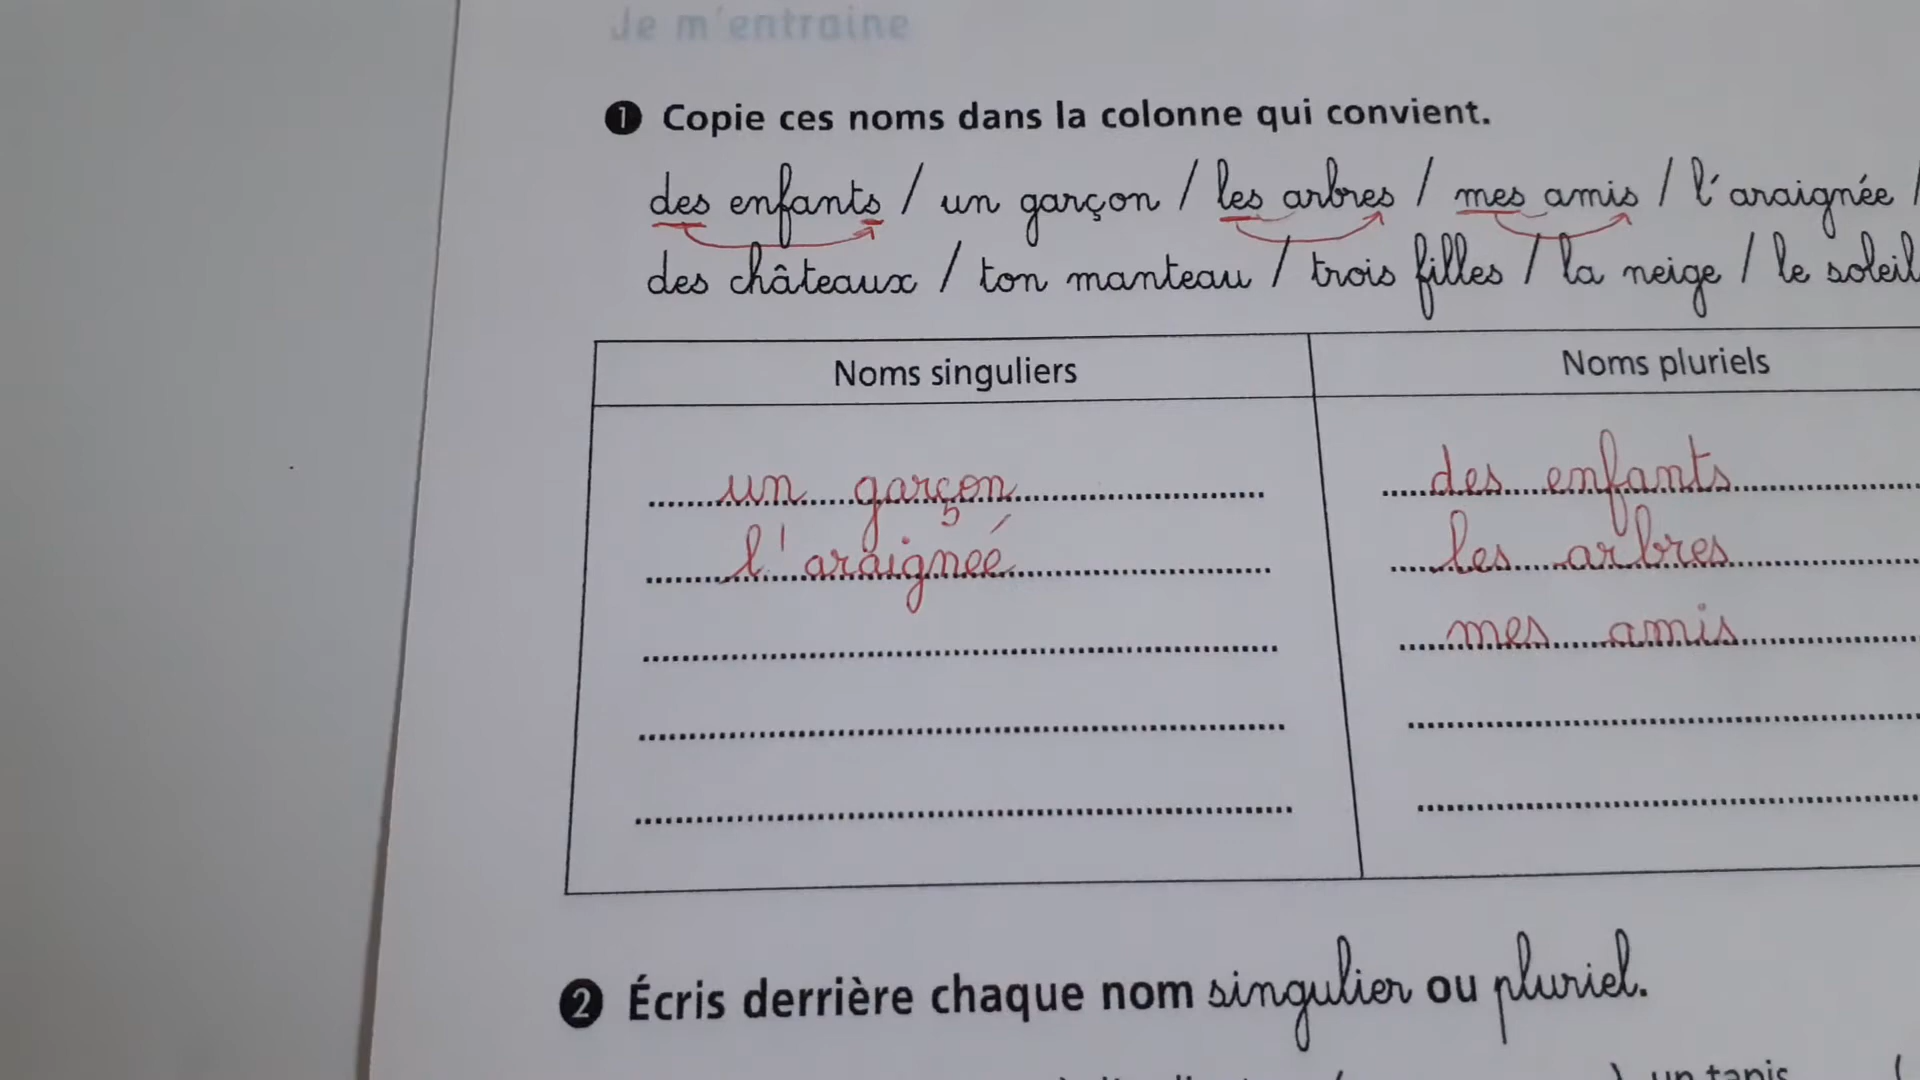 Je m'entraine
1 Copie ces noms dans la colonne qui convient.
des enfants / un garçon / les arbres / mes amis / l'araignée /
des châteaux / ton manteau / trois filles / la neige / le soleil
Noms singuliers
Noms pluriels
un garçon
des enfants
l'araigneé
les arbres
mes amis
2 Écris derrière chaque nom singulier ou pluriel.
un tapis